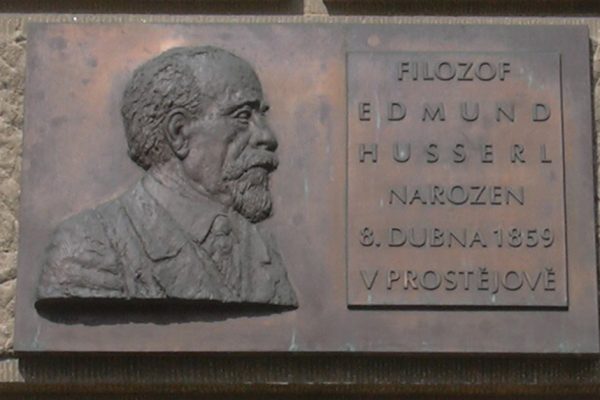 FILOZOF
EDMUND
HUSSERL
NAROZEN
8. DUBNA 1859
V PROSTĚJOVĚ